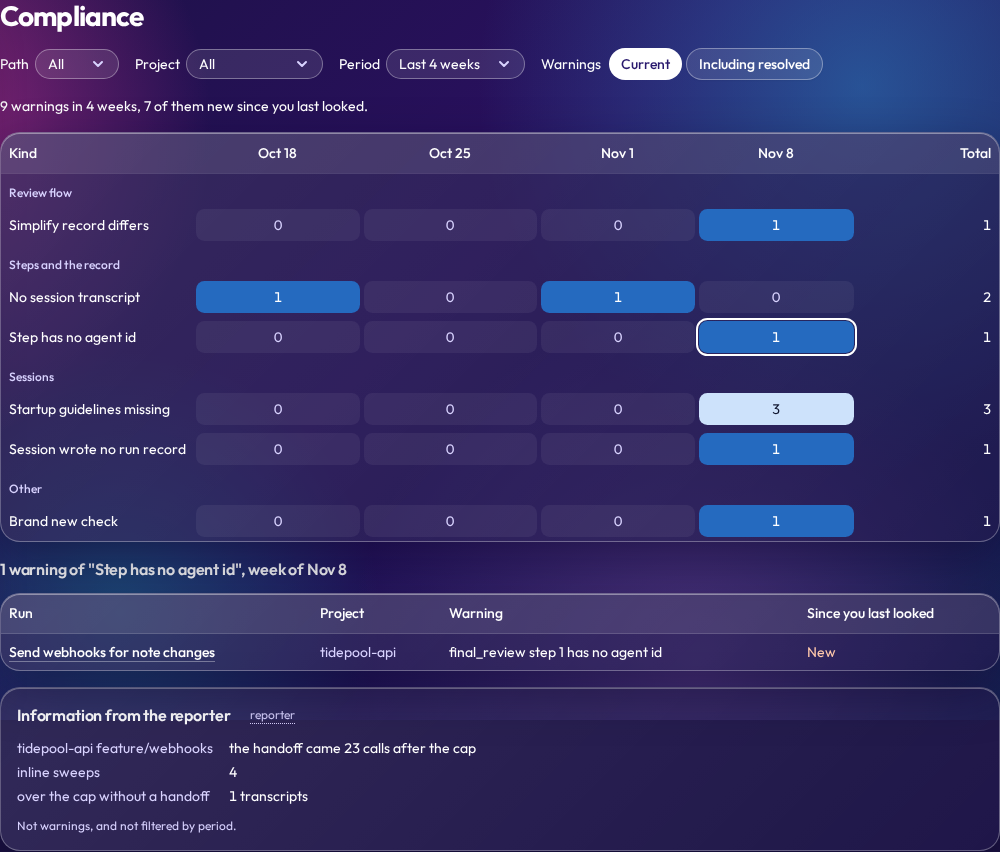 Compliance
Path All Project All Period Last 4 weeks Warnings Current Including resolved
9 warnings in 4 weeks, 7 of them new since you last looked.
Kind Oct 18 Oct 25 Nov 1 Nov 8 Total
Review flow
Simplify record differs 0 0 0 1 1
Steps and the record
No session transcript 1 0 1 0 2
Step has no agent id 0 0 0 1 1
Sessions
Startup guidelines missing 0 0 0 3 3
Session wrote no run record 0 0 0 1 1
Other
Brand new check 0 0 0 1 1
1 warning of "Step has no agent id", week of Nov 8
Run Project Warning Since you last looked
Send webhooks for note changes tidepool-api final_review step 1 has no agent id New
Information from the reporter reporter
tidepool-api feature/webhooks the handoff came 23 calls after the cap
inline sweeps 4
over the cap without a handoff 1 transcripts
Not warnings, and not filtered by period.